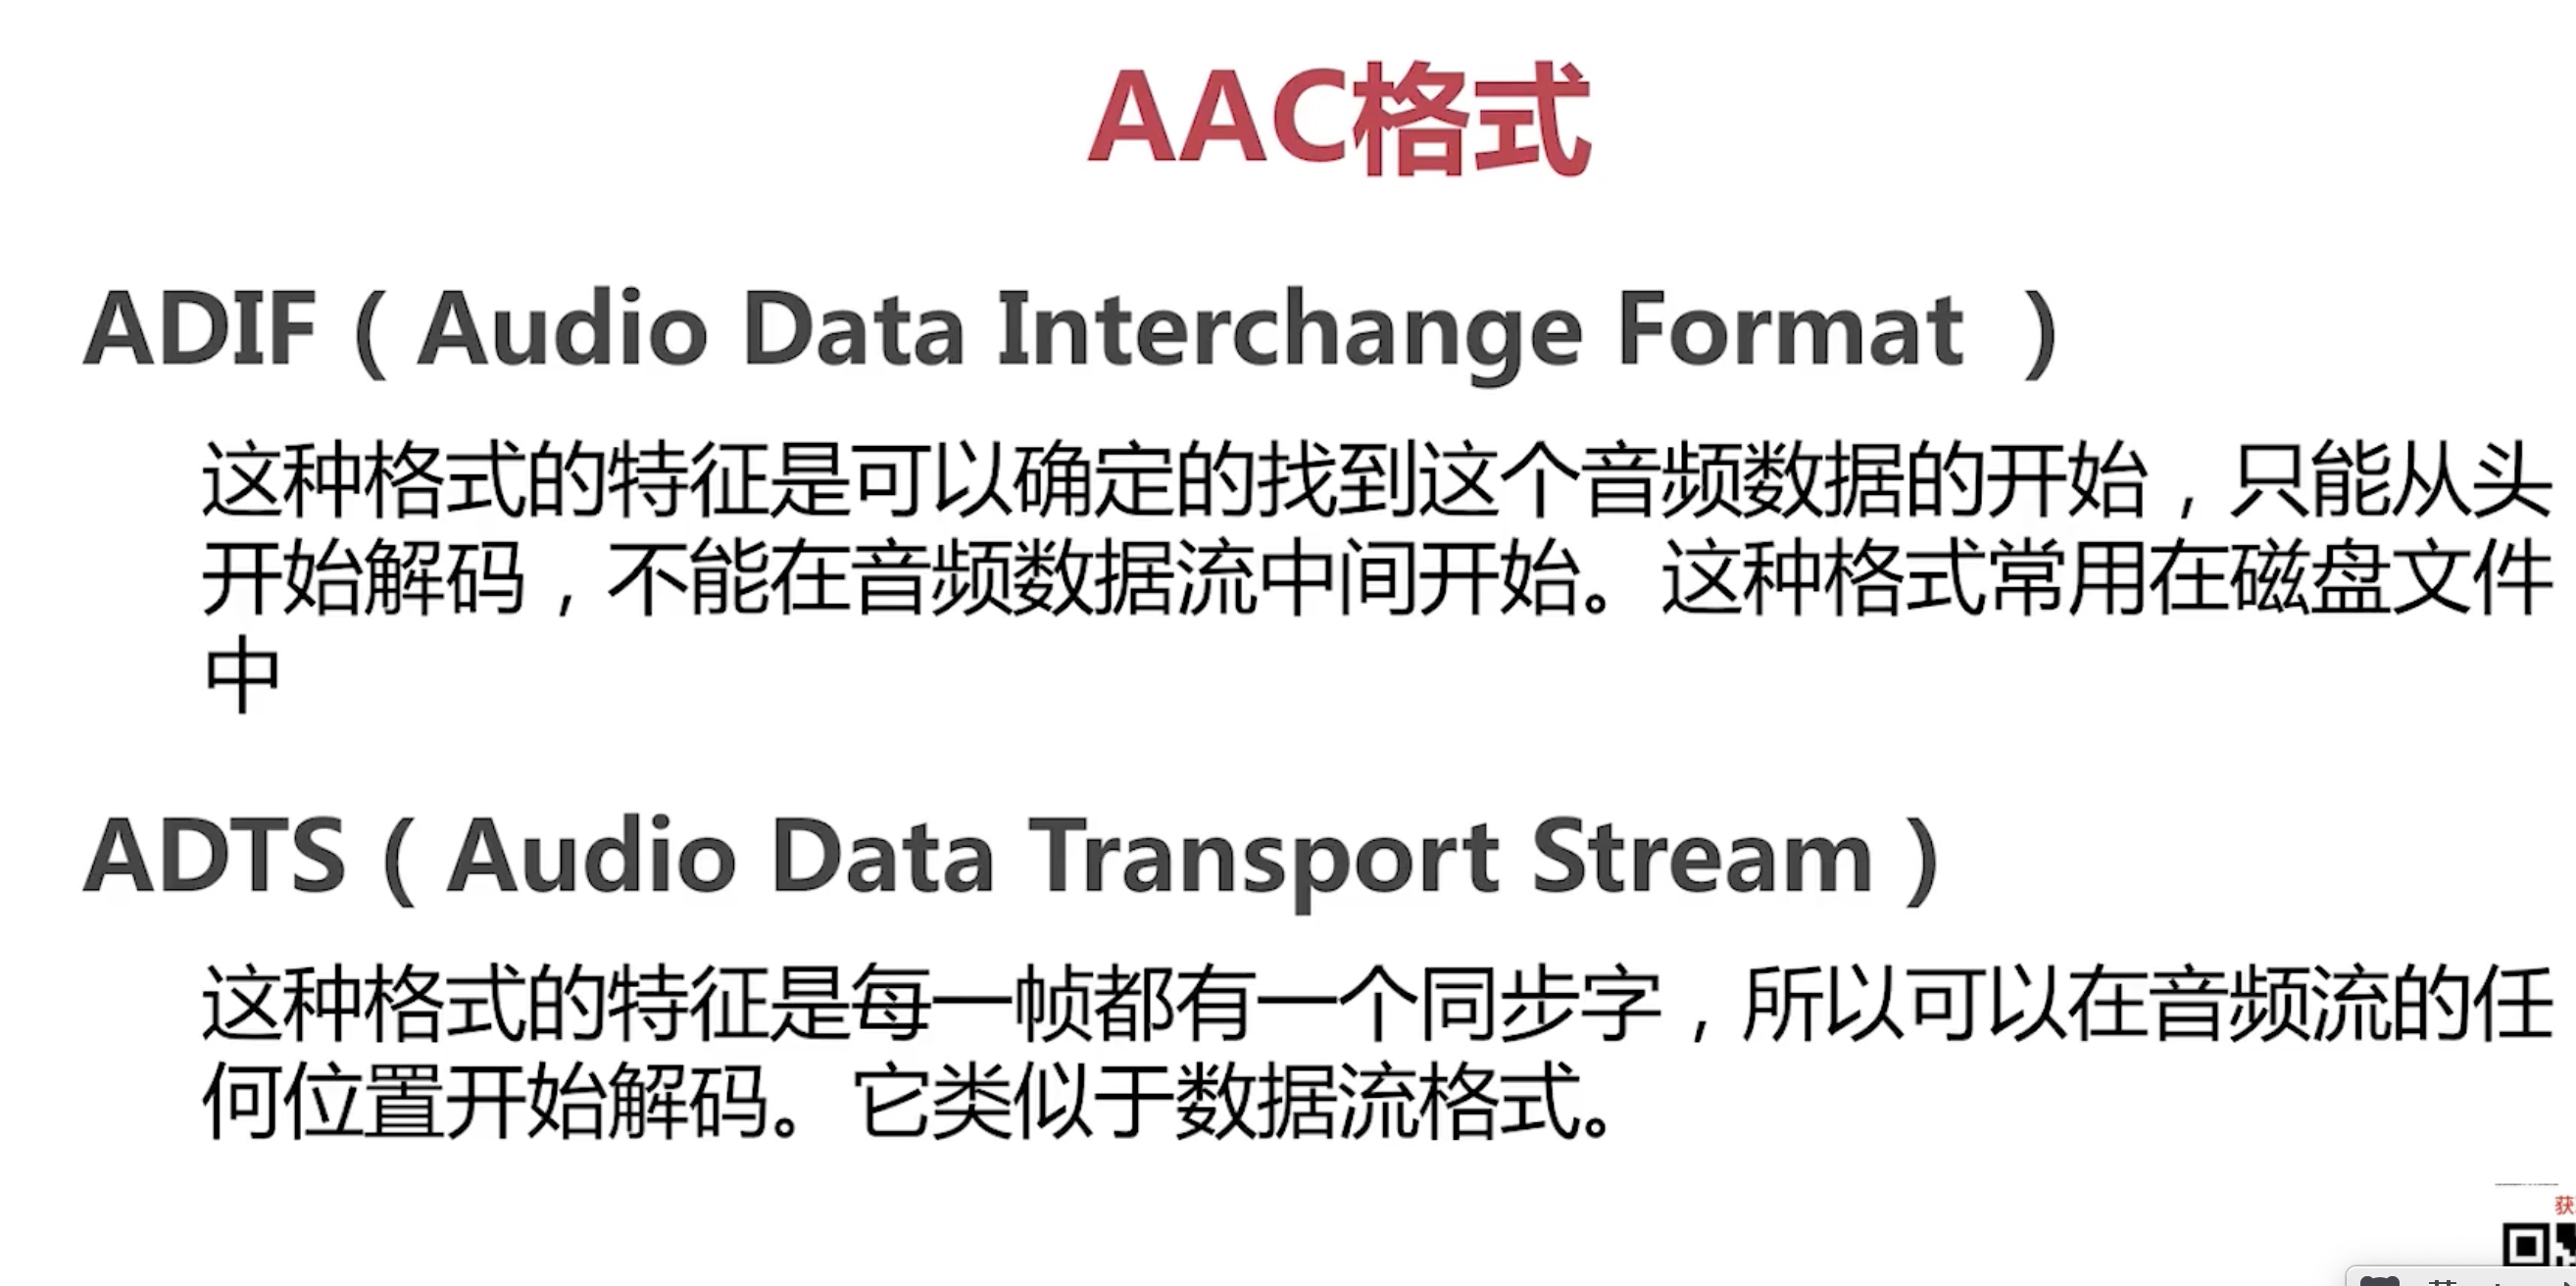 AAC格式
ADIF（Audio Data Interchange Format ）
这种格式的特征是可以确定的找到这个音频数据的开始，只能从头
开始解码，不能在音频数据流中间开始。这种格式常用在磁盘文件
中
ADTS（Audio Data Transport Stream）
这种格式的特征是每一帧都有一个同步字，所以可以在音频流的任
何位置开始解码。它类似于数据流格式。
获